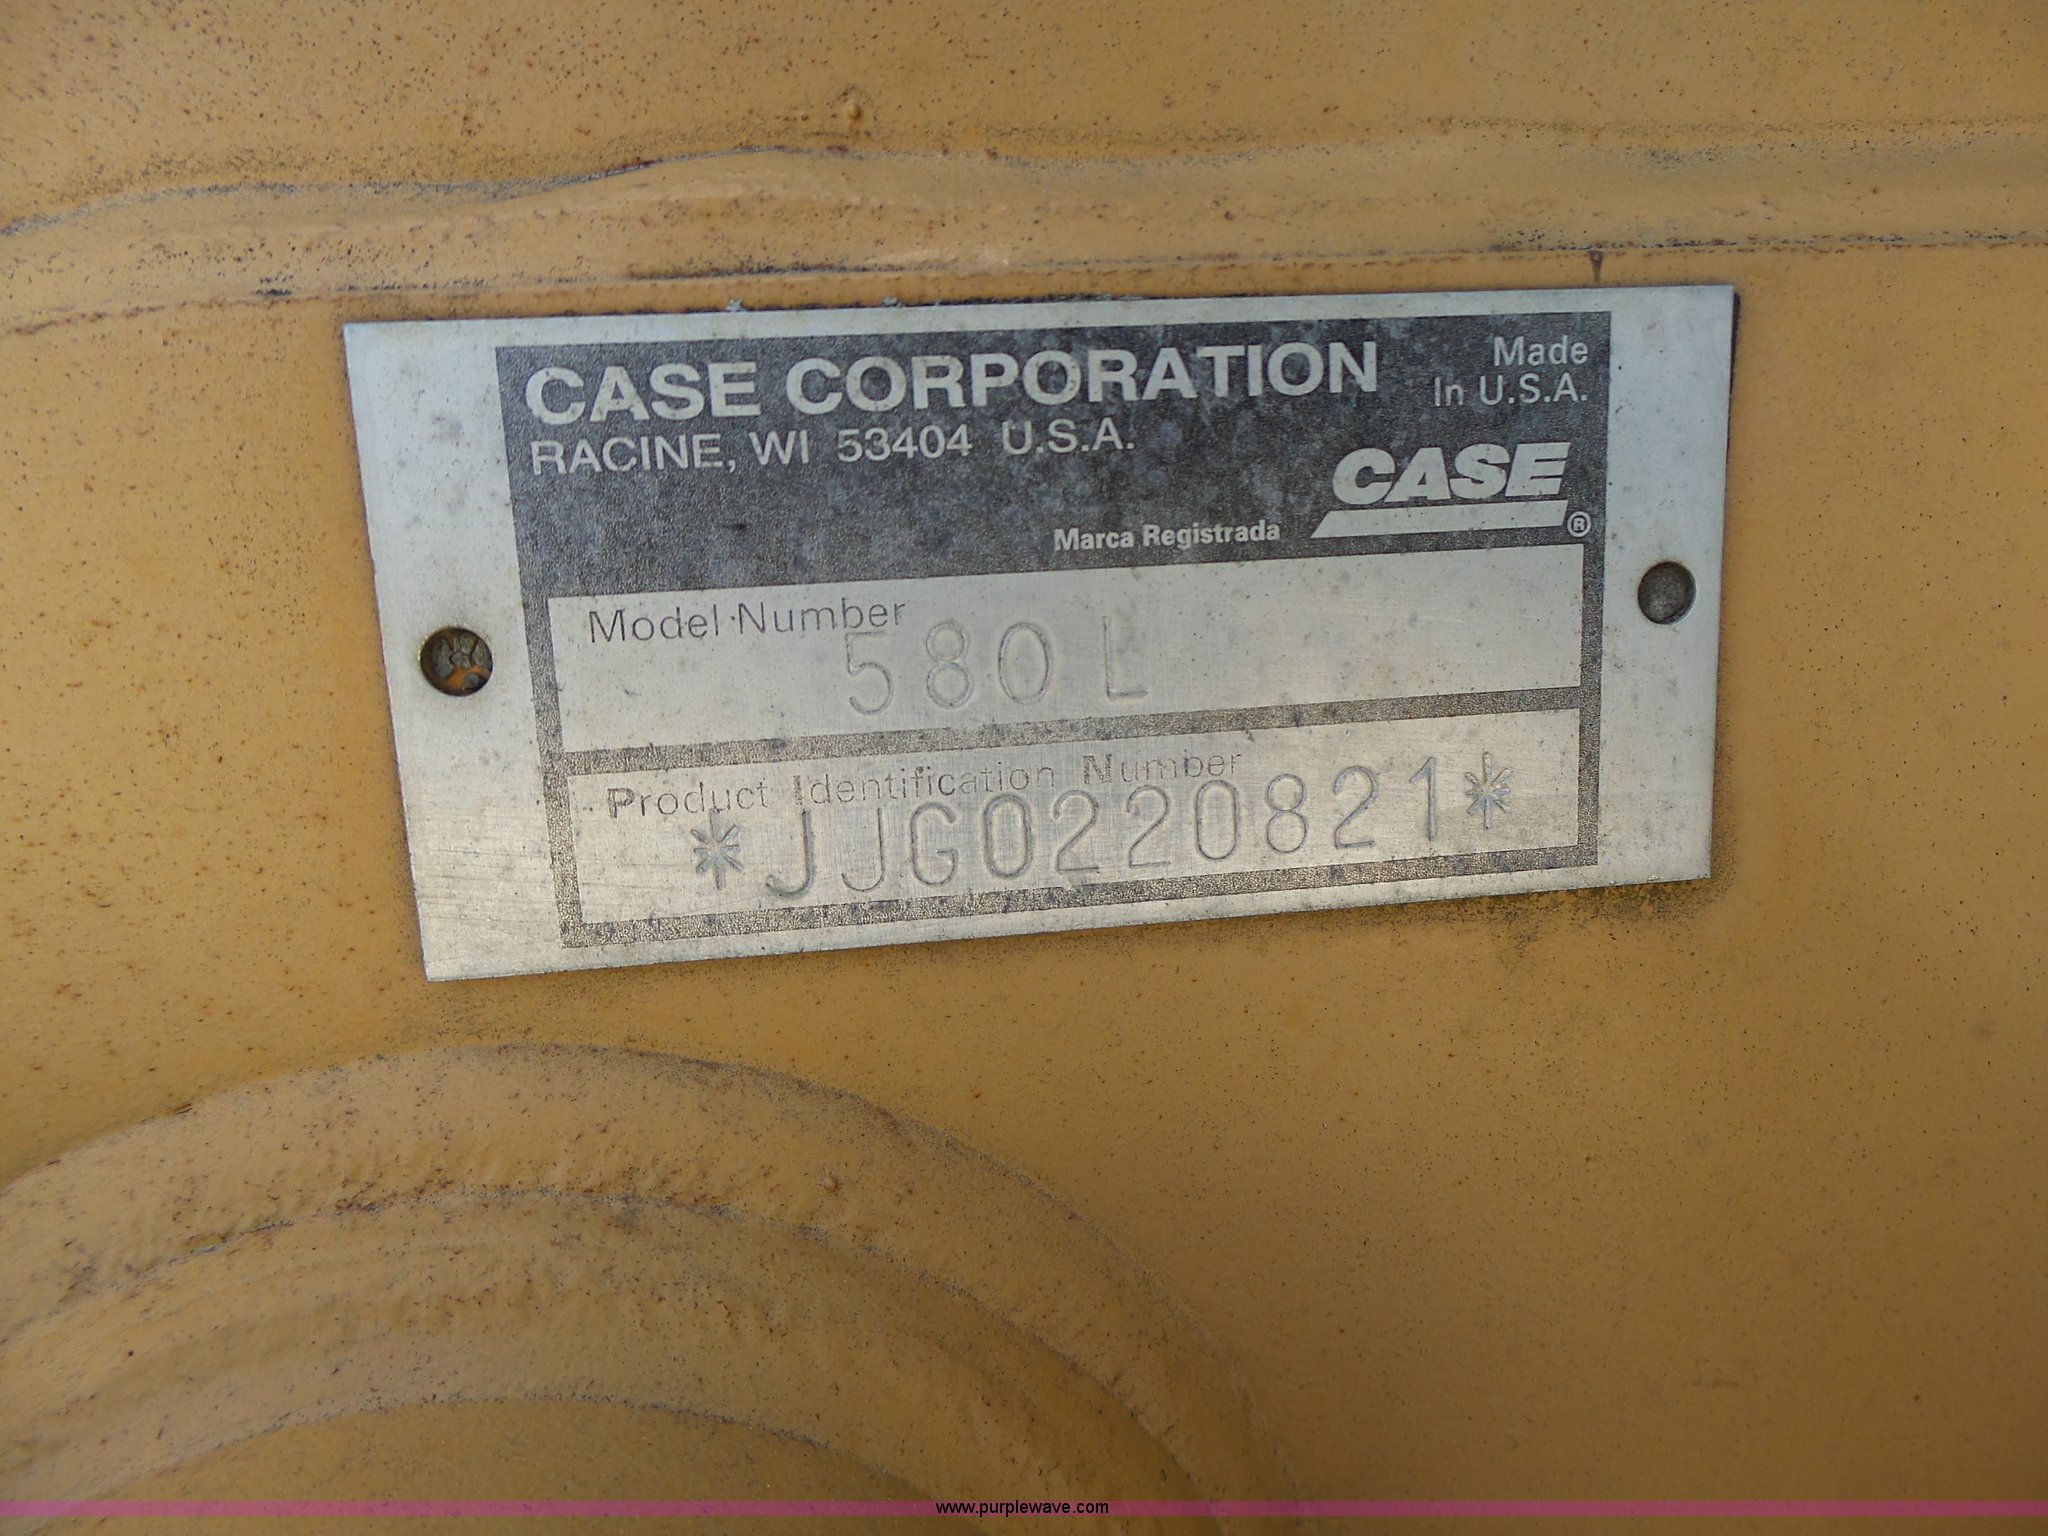 CASE CORPORATION
Made
In U.S.A.
RACINE, WI 53404 U.S.A.
CASE
Marca Registrada ®
Model Number
580 L
Product Identification Number
*JJG0220821*
www.purplewave.com